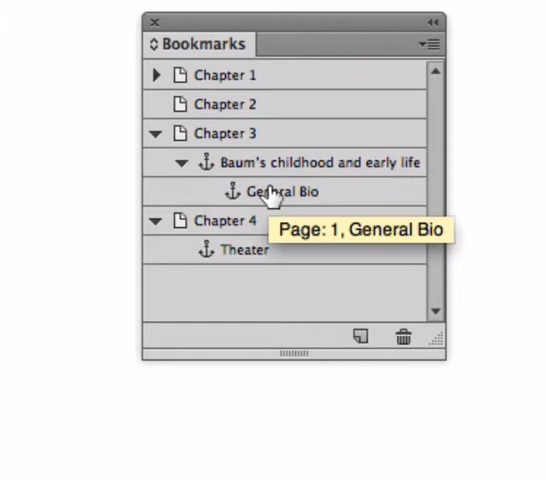 Bookmarks
Chapter 1
Chapter 2
Chapter 3
Baum's childhood and early life
General Bio
Chapter 4
Page: 1, General Bio
Theater